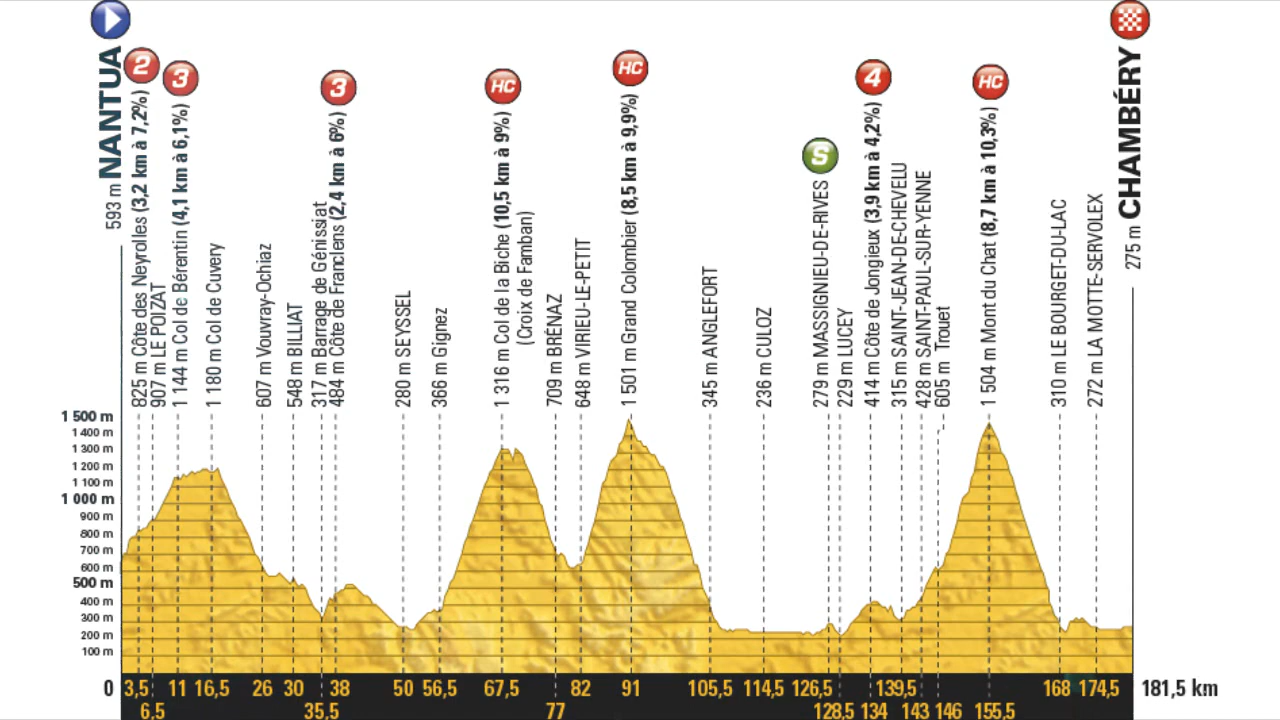 593 m NANTUA
2
825 m Côte des Neyrolles (3,2 km à 7,2%)
907 m LE POIZAT
3
1 144 m Col de Bérentin (4,1 km à 6,1%)
1 180 m Col de Cuvery
607 m Vouvray-Ochiaz
548 m BILLIAT
317 m Barrage de Génissiat
3
484 m Côte de Franclens (2,4 km à 6%)
280 m SEYSSEL
366 m Gignez
HC
1 316 m Col de la Biche (10,5 km à 9%)
(Croix de Famban)
709 m BRÉNAZ
648 m VIRIEU-LE-PETIT
HC
1 501 m Grand Colombier (8,5 km à 9,9%)
345 m ANGLEFORT
236 m CULOZ
S
279 m MASSIGNIEU-DE-RIVES
229 m LUCEY
4
414 m Côte de Jongieux (3,9 km à 4,2%)
315 m SAINT-JEAN-DE-CHEVELU
428 m SAINT-PAUL-SUR-YENNE
605 m Trouet
HC
1 504 m Mont du Chat (8,7 km à 10,3%)
310 m LE BOURGET-DU-LAC
272 m LA MOTTE-SERVOLEX
275 m CHAMBÉRY
1 500 m
1 400 m
1 300 m
1 200 m
1 100 m
1 000 m
900 m
800 m
700 m
600 m
500 m
400 m
300 m
200 m
100 m
0 3,5 11 16,5 26 30 38 50 56,5 67,5 82 91 105,5 114,5 126,5 139,5 168 174,5 181,5 km
6,5 35,5 77 128,5 134 143 146 155,5